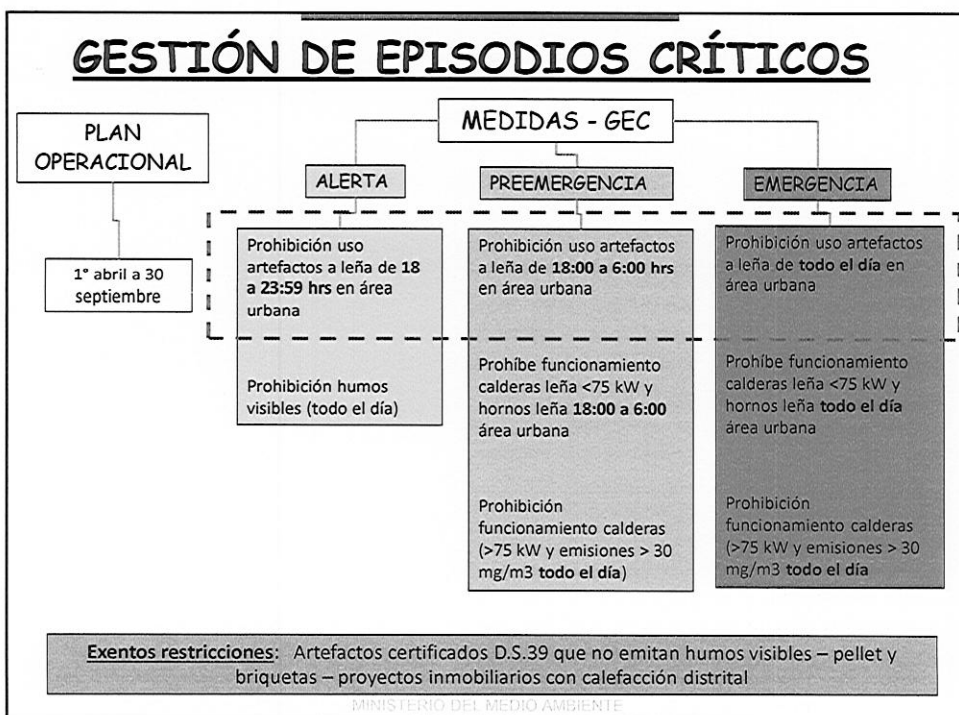 GESTIÓN DE EPISODIOS CRÍTICOS
PLAN
OPERACIONAL
1° abril a 30
septiembre
MEDIDAS - GEC
ALERTA
Prohibición uso
artefactos a leña de 18
a 23:59 hrs en área
urbana
Prohibición humos
visibles (todo el día)
PREEMERGENCIA
Prohibición uso artefactos
a leña de 18:00 a 6:00 hrs
en área urbana
Prohíbe funcionamiento
calderas leña <75 kW y
hornos leña 18:00 a 6:00
área urbana
Prohibición
funcionamiento calderas
(>75 kW y emisiones > 30
mg/m3 todo el día)
EMERGENCIA
Prohibición uso artefactos
a leña de todo el día en
área urbana
Prohíbe funcionamiento
calderas leña <75 kW y
hornos leña todo el día
área urbana
Prohibición
funcionamiento calderas
(>75 kW y emisiones > 30
mg/m3 todo el día
Exentos restricciones: Artefactos certificados D.S.39 que no emitan humos visibles – pellet y
briquetas – proyectos inmobiliarios con calefacción distrital
MINISTERIO DEL MEDIO AMBIENTE